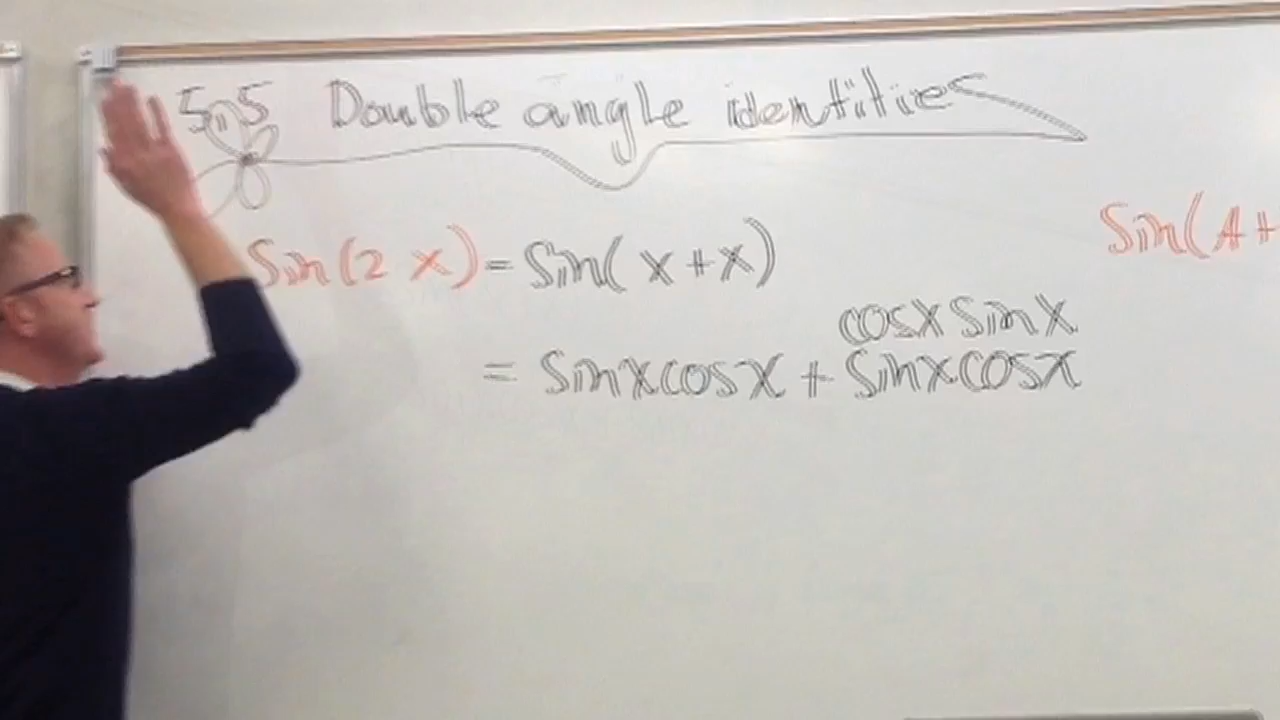 5.5 Double angle identities
Sin(A+
Sin(2x) = Sin(x+x)
cosx sinx
= Sinxcosx + Sinxcosx